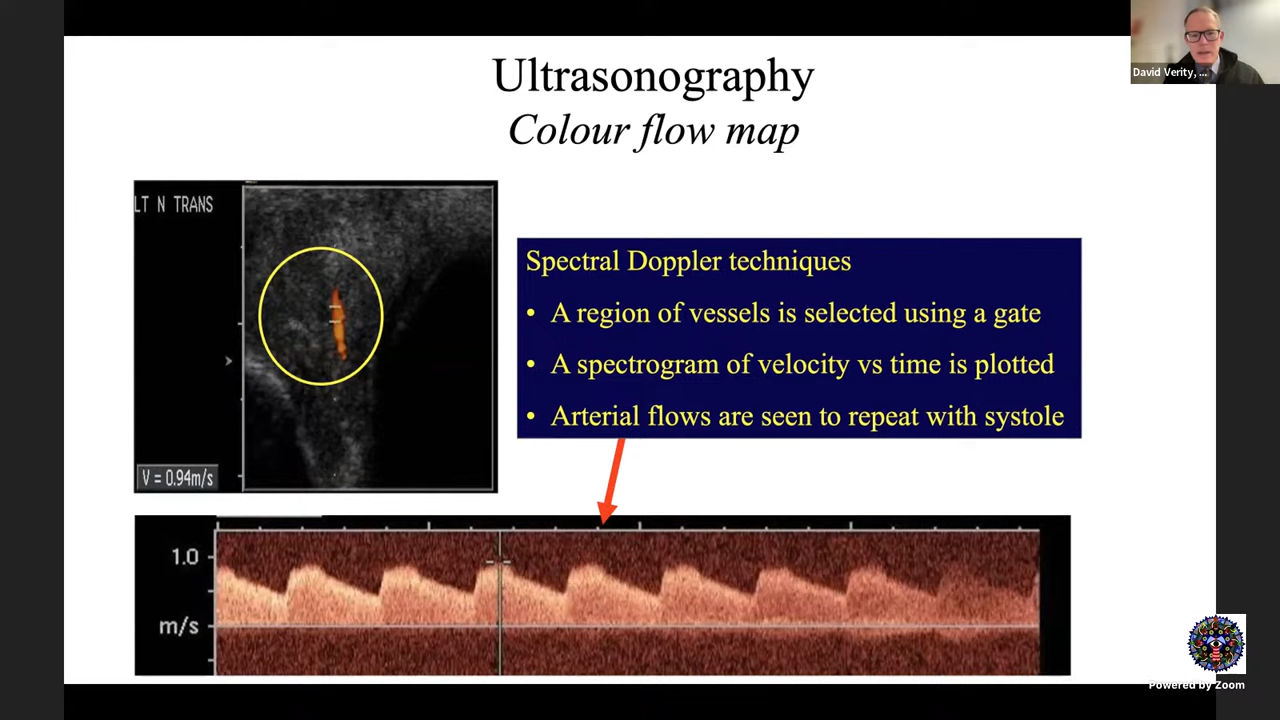 Ultrasonography
Colour flow map
David Verity, ...
LT N TRANS
V = 0.94m/s
Spectral Doppler techniques
• A region of vessels is selected using a gate
• A spectrogram of velocity vs time is plotted
• Arterial flows are seen to repeat with systole
1.0
m/s
Powered by Zoom